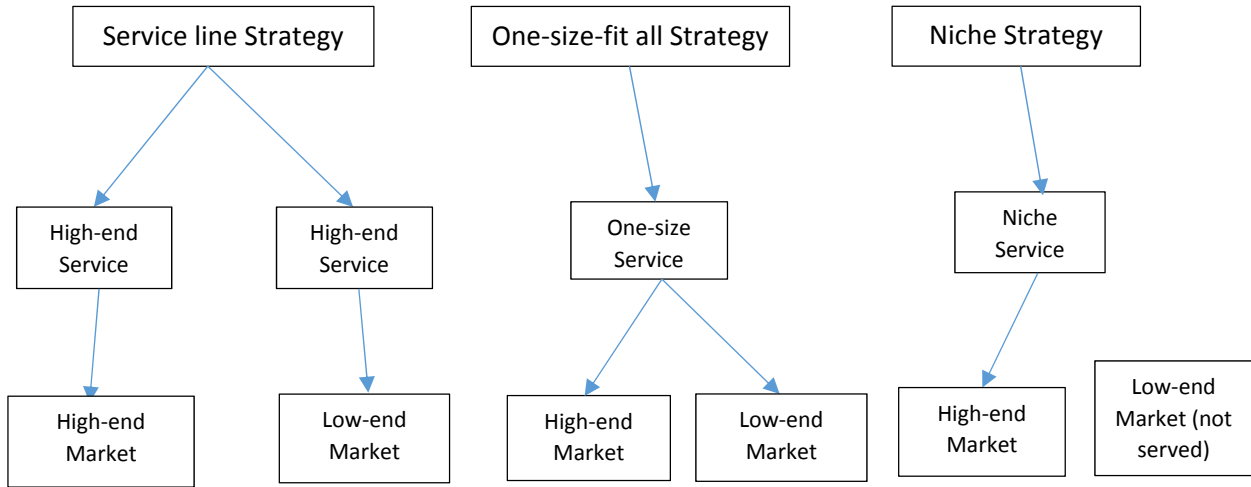 Service line Strategy
One-size-fit all Strategy
Niche Strategy
High-end
Service
High-end
Service
One-size
Service
Niche
Service
High-end
Market
Low-end
Market
High-end
Market
Low-end
Market
High-end
Market
Low-end
Market (not
served)